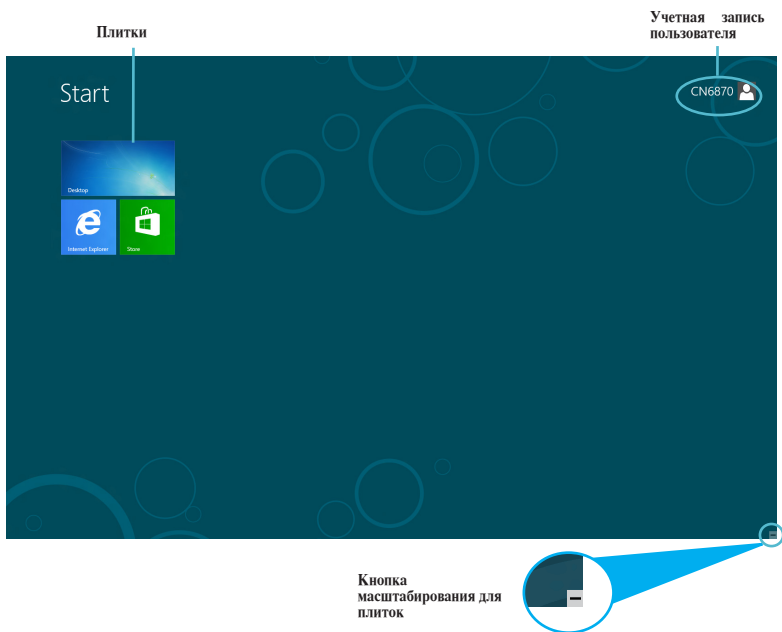 Плитки
Учетная запись
пользователя
Start
CN6870
Desktop
Internet Explorer
Store
Кнопка
масштабирования для
плиток